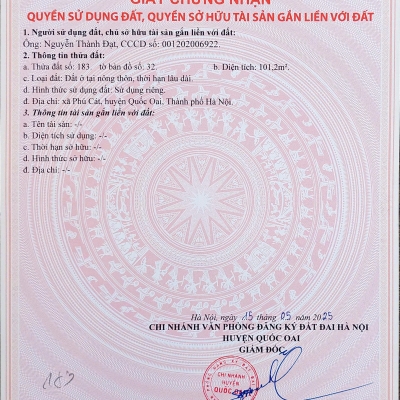 GIẤY CHỨNG NHẬN
QUYỀN SỬ DỤNG ĐẤT, QUYỀN SỞ HỮU TÀI SẢN GẮN LIỀN VỚI ĐẤT
1. Người sử dụng đất, chủ sở hữu tài sản gắn liền với đất:
Ông: Nguyễn Thành Đạt, CCCD số: 001202006922.
2. Thông tin thửa đất:
a. Thửa đất số: 183 tờ bản đồ số: 32. b. Diện tích: 101,2m².
c. Loại đất: Đất ở tại nông thôn, thời hạn lâu dài.
d. Hình thức sử dụng đất: Sử dụng riêng.
đ. Địa chỉ: xã Phú Cát, huyện Quốc Oai, Thành phố Hà Nội.
3. Thông tin tài sản gắn liền với đất:
a. Tên tài sản: -/-
b. Diện tích sử dụng: -/-
c. Thời hạn sở hữu: -/-
d. Hình thức sở hữu: -/-
đ. Địa chỉ: -/-
Hà Nội, ngày 15 tháng 05 năm 2025
CHI NHÁNH VĂN PHÒNG ĐĂNG KÝ ĐẤT ĐAI HÀ NỘI
HUYỆN QUỐC OAI
GIÁM ĐỐC
CHI NHÁNH
HUYỆN
QUỐC
183